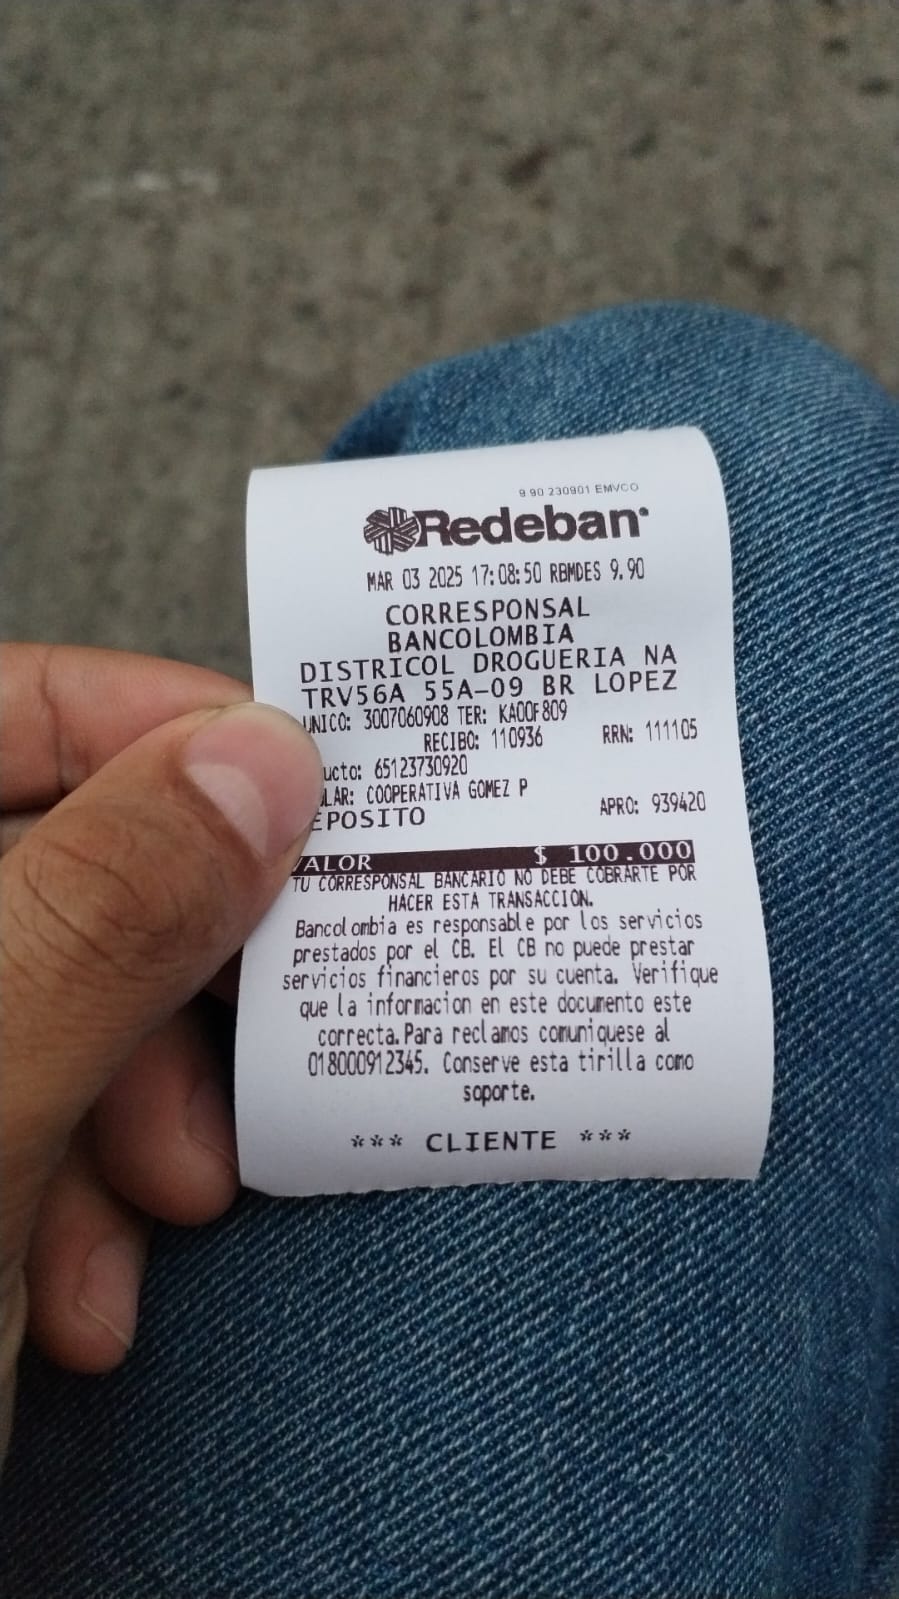 9.90 230901 EMVCO
Redeban
MAR 03 2025 17:08:50 RBMDES 9.90
CORRESPONSAL
BANCOLOMBIA
DISTRICOL DROGUERIA NA
TRV56A 55A-09 BR LOPEZ
UNICO: 3007060908 TER: KA00F809
RECIBO: 110936 RRN: 111105
ucto: 65123730920
LAR: COOPERATIVA GOMEZ P
EPOSITO APRO: 939420
VALOR $ 100.000
TU CORRESPONSAL BANCARIO NO DEBE COBRARTE POR
HACER ESTA TRANSACCION.
Bancolombia es responsable por los servicios
prestados por el CB. El CB no puede prestar
servicios financieros por su cuenta. Verifique
que la informacion en este documento este
correcta.Para reclamos comuniquese al
018000912345. Conserve esta tirilla como
soporte.
*** CLIENTE ***